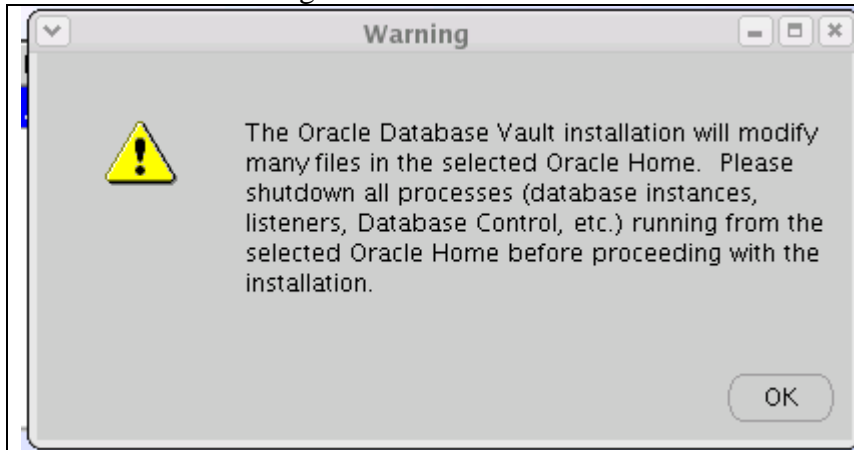 Warning
The Oracle Database Vault installation will modify
many files in the selected Oracle Home. Please
shutdown all processes (database instances,
listeners, Database Control, etc.) running from the
selected Oracle Home before proceeding with the
installation.
OK